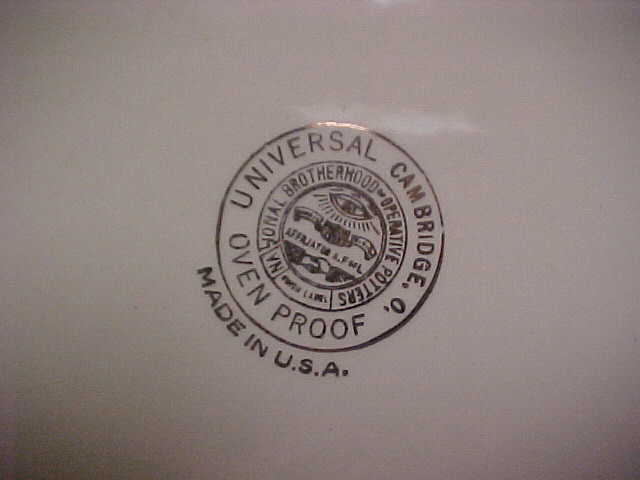 UNIVERSAL CAMBRIDGE, O.
OVEN PROOF
NATIONAL BROTHERHOOD OF OPERATIVE POTTERS
AFFILIATED A.F. OF L.
UNION LABEL
MADE IN U.S.A.